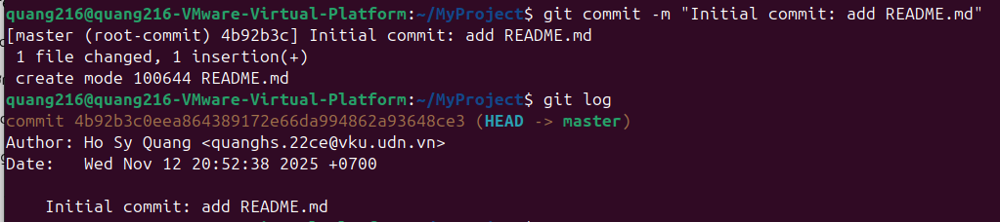 quang216@quang216-VMware-Virtual-Platform:~/MyProject$ git commit -m "Initial commit: add README.md"
[master (root-commit) 4b92b3c] Initial commit: add README.md
 1 file changed, 1 insertion(+)
 create mode 100644 README.md
quang216@quang216-VMware-Virtual-Platform:~/MyProject$ git log
commit 4b92b3c0eea864389172e66da994862a93648ce3 (HEAD -> master)
Author: Ho Sy Quang <quanghs.22ce@vku.udn.vn>
Date:   Wed Nov 12 20:52:38 2025 +0700

    Initial commit: add README.md